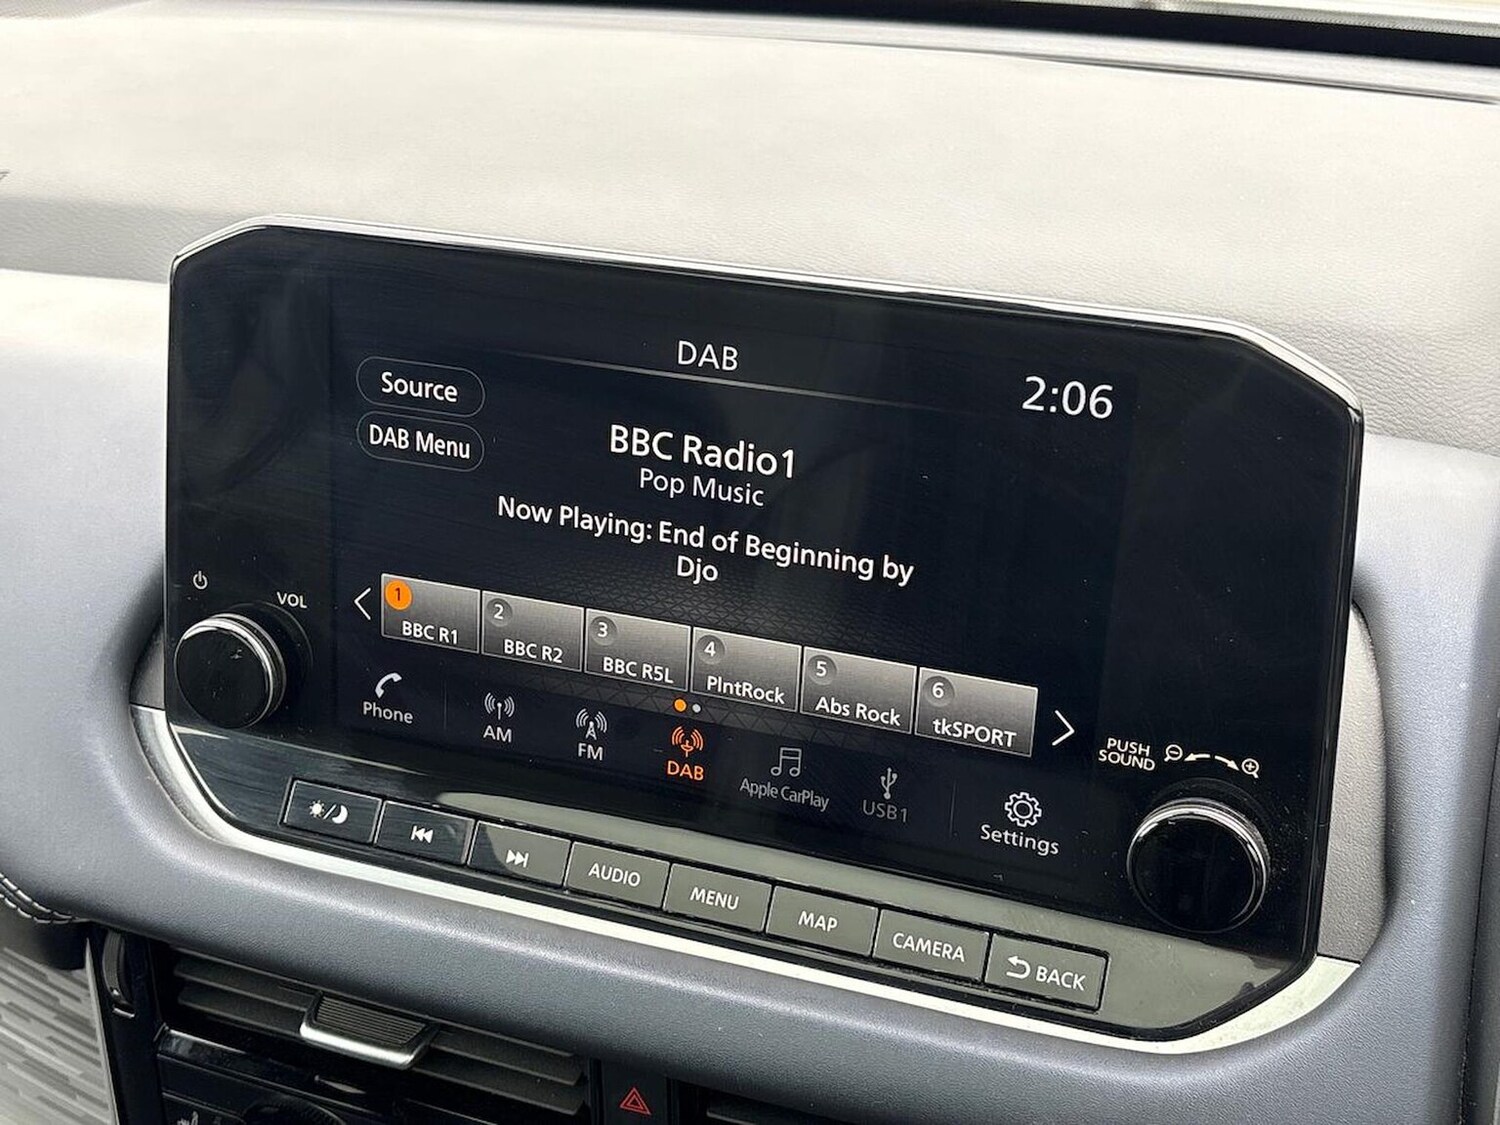 DAB
Source
2:06
DAB Menu
BBC Radio1
Pop Music
Now Playing: End of Beginning by
Djo
1
BBC R1
2
BBC R2
3
BBC R5L
4
PlntRock
5
Abs Rock
6
tkSPORT
VOL
Phone
AM
FM
DAB
Apple CarPlay
USB1
Settings
PUSH
SOUND
AUDIO
MENU
MAP
CAMERA
BACK